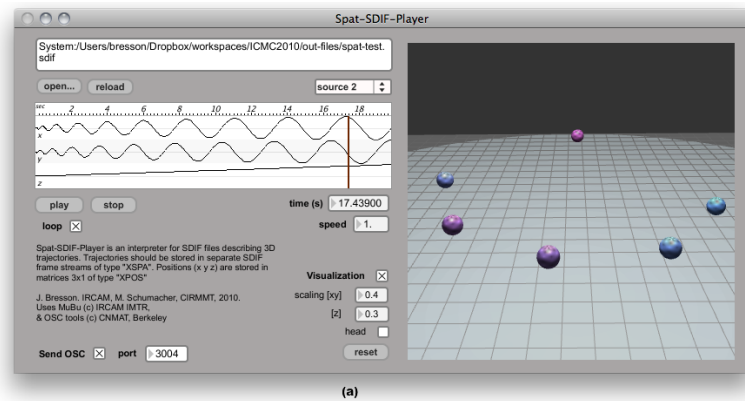 Spat-SDIF-Player
System:/Users/bresson/Dropbox/workspaces/ICMC2010/out-files/spat-test.
sdif
open... reload source 2
sec 2 4 6 8 10 12 14 16 18
x
y
z
play stop time (s) 17.43900
loop speed 1.
Spat-SDIF-Player is an interpreter for SDIF files describing 3D
trajectories. Trajectories should be stored in separate SDIF
frame streams of type "XSPA". Positions (x y z) are stored in
matrices 3x1 of type "XPOS"
Visualization
J. Bresson. IRCAM, M. Schumacher, CIRMMT, 2010.
Uses MuBu (c) IRCAM IMTR,
& OSC tools (c) CNMAT, Berkeley
scaling [xy] 0.4
[z] 0.3
head
Send OSC port 3004 reset
(a)